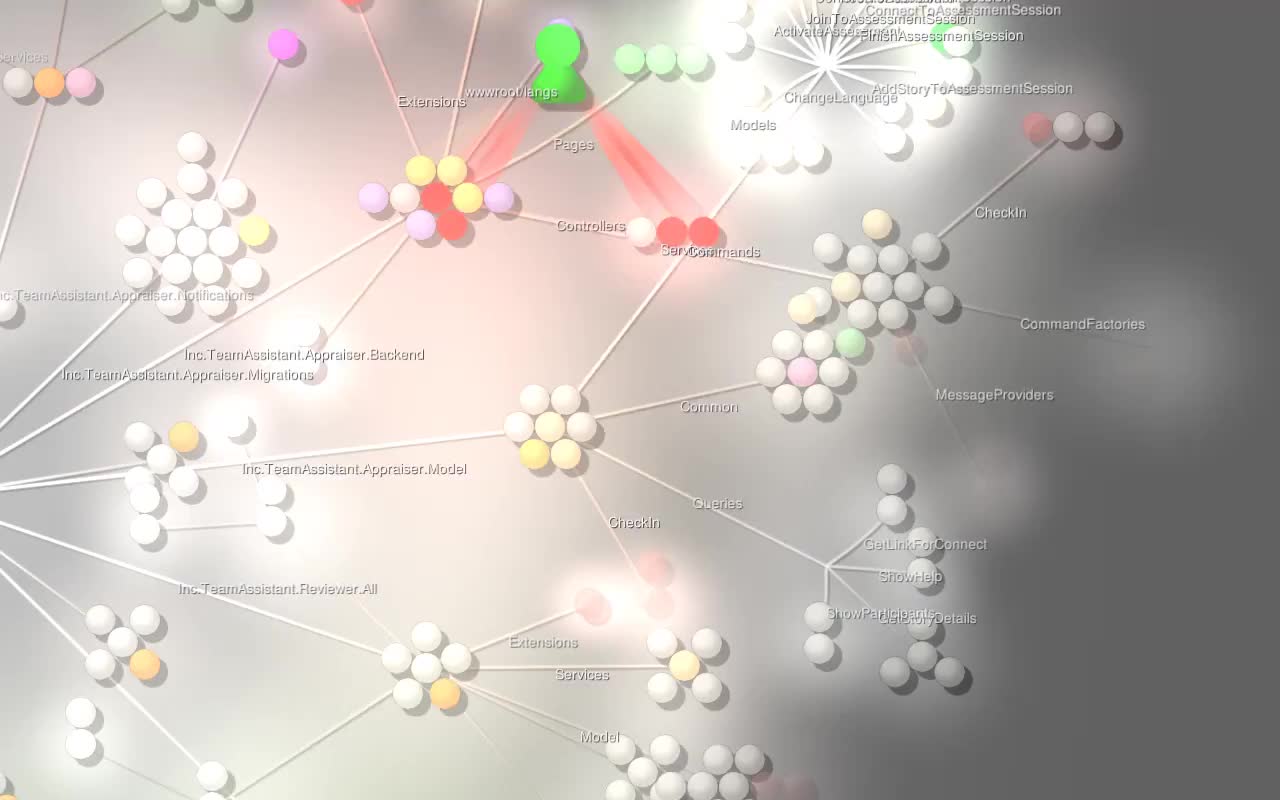 ConnectToAssessmentSession
JoinToAssessmentSession
FinishAssessmentSession
Services
AddStoryToAssessmentSession
wwwroot/langs
Extensions
ChangeLanguage
Models
Pages
CheckIn
Controllers
Commands
Inc.TeamAssistant.Appraiser.Notifications
CommandFactories
Inc.TeamAssistant.Appraiser.Backend
Inc.TeamAssistant.Appraiser.Migrations
MessageProviders
Common
Inc.TeamAssistant.Appraiser.Model
Queries
CheckIn
GetLinkForConnect
ShowHelp
Inc.TeamAssistant.Reviewer.All
ShowParticipants
GetStoryDetails
Extensions
Services
Model